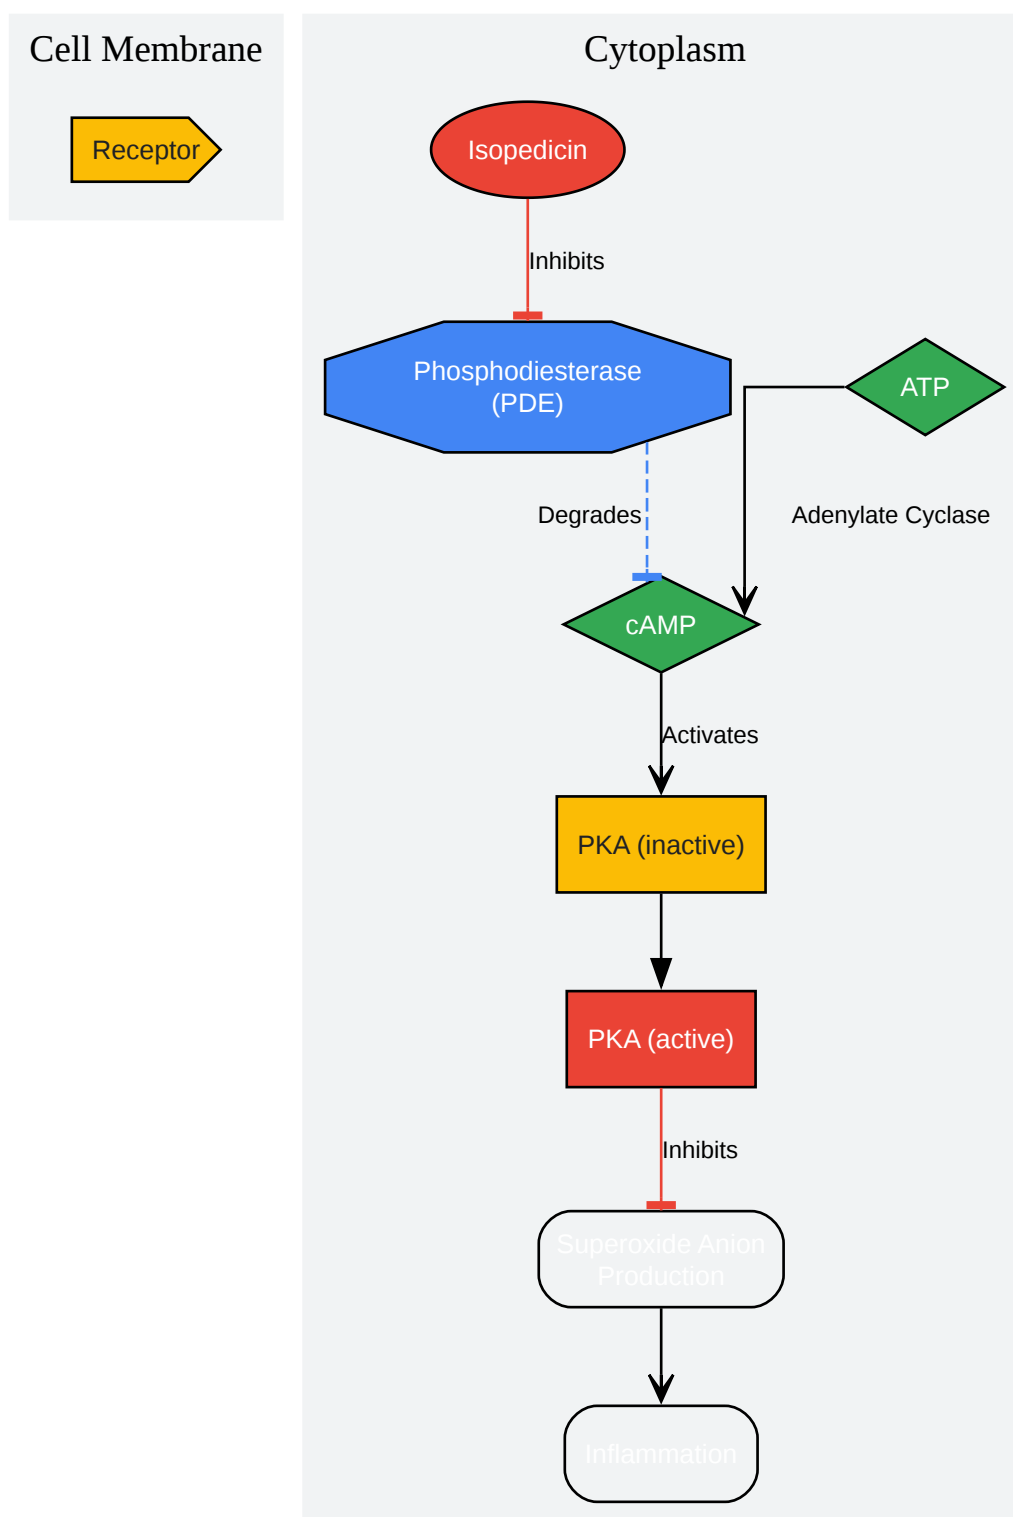 Cell Membrane
Receptor
Cytoplasm
Isopedicin
Inhibits
Phosphodiesterase
(PDE)
ATP
Degrades
Adenylate Cyclase
cAMP
Activates
PKA (inactive)
PKA (active)
Inhibits
Superoxide Anion
Production
Inflammation